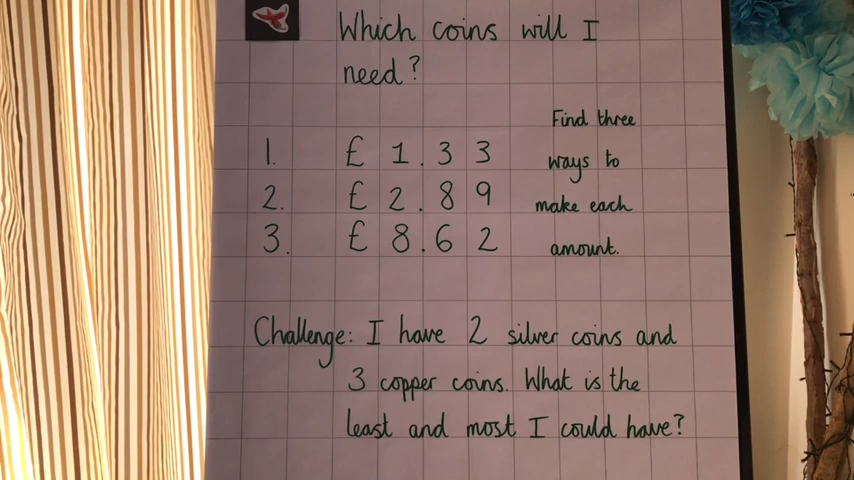 Which coins will I
need?
Find three
1. £1.33 ways to
2. £2.89 make each
3. £8.62 amount.
Challenge: I have 2 silver coins and
3 copper coins. What is the
least and most I could have?